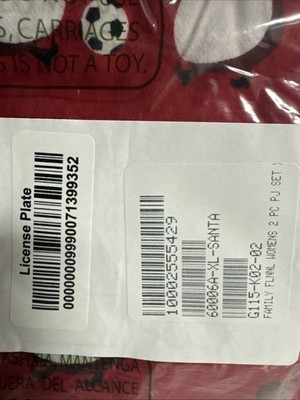 S, CARRIAGES
IS NOT A TOY.
License Plate
00000009990071399352
10002555429
60006A-XL-SANTA
G115-K02-02
FAMILY FLNNL WOMENS 2 PC PJ SET )
MANTENGA
UERA DEL ALCANCE